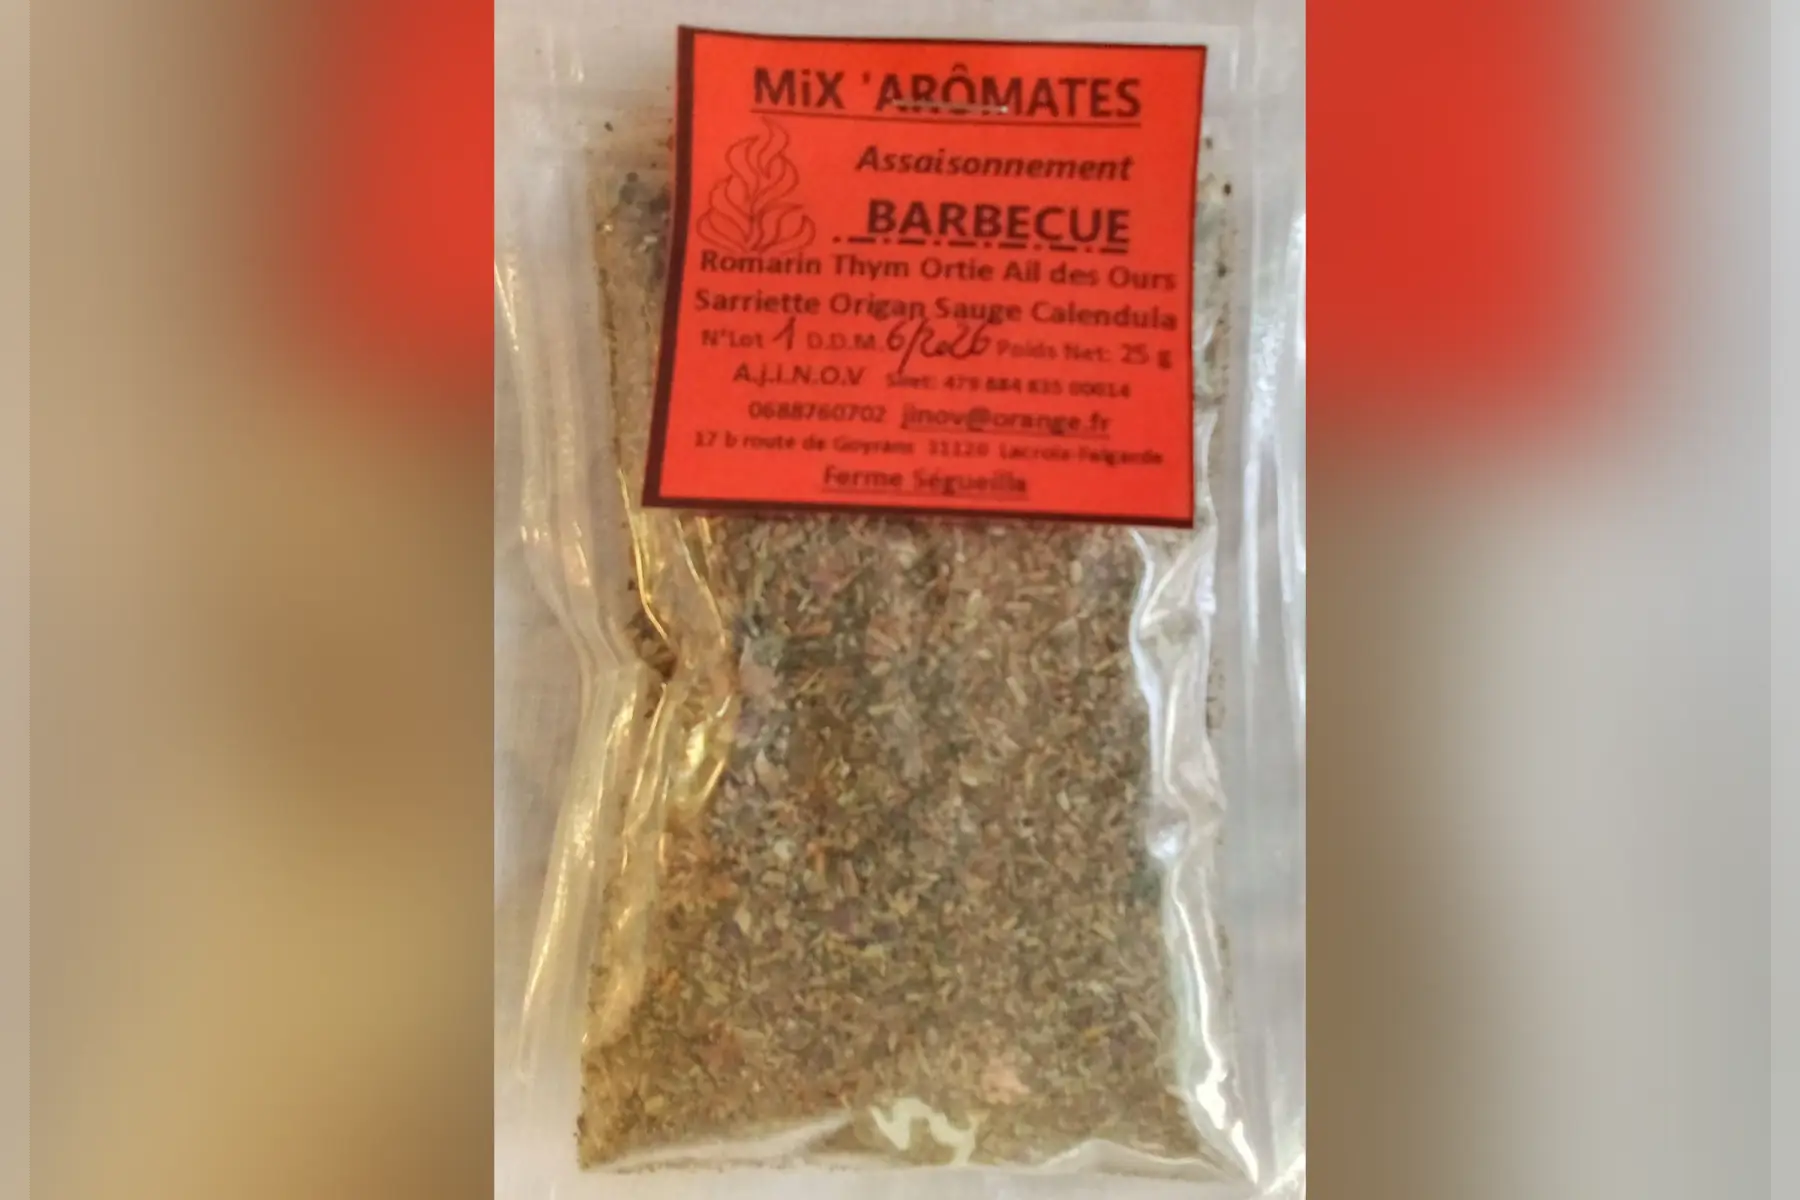 MiX 'ARÔMATES
Assaisonnement
BARBECUE
Romarin Thym Ortie Ail des Ours
Sarriette Origan Sauge Calendula
N°Lot 1 D.D.M. 6/2026 Poids Net: 25 g
A.j.I.N.O.V Siret: 479 884 835 00014
0688760702 jinov@orange.fr
17 b route de Goyrans 31120 Lacroix-Falgarde
Ferme Ségueilla